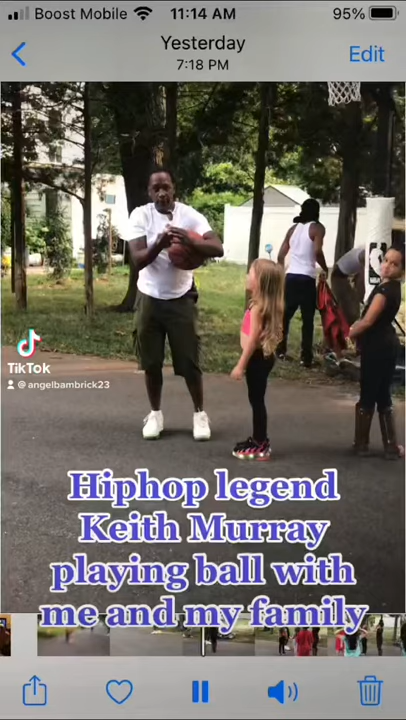 Boost Mobile 11:14 AM 95%
Yesterday
7:18 PM
Edit
NBA
TikTok
@angelbambrick23
Hiphop legend
Keith Murray
playing ball with
me and my family